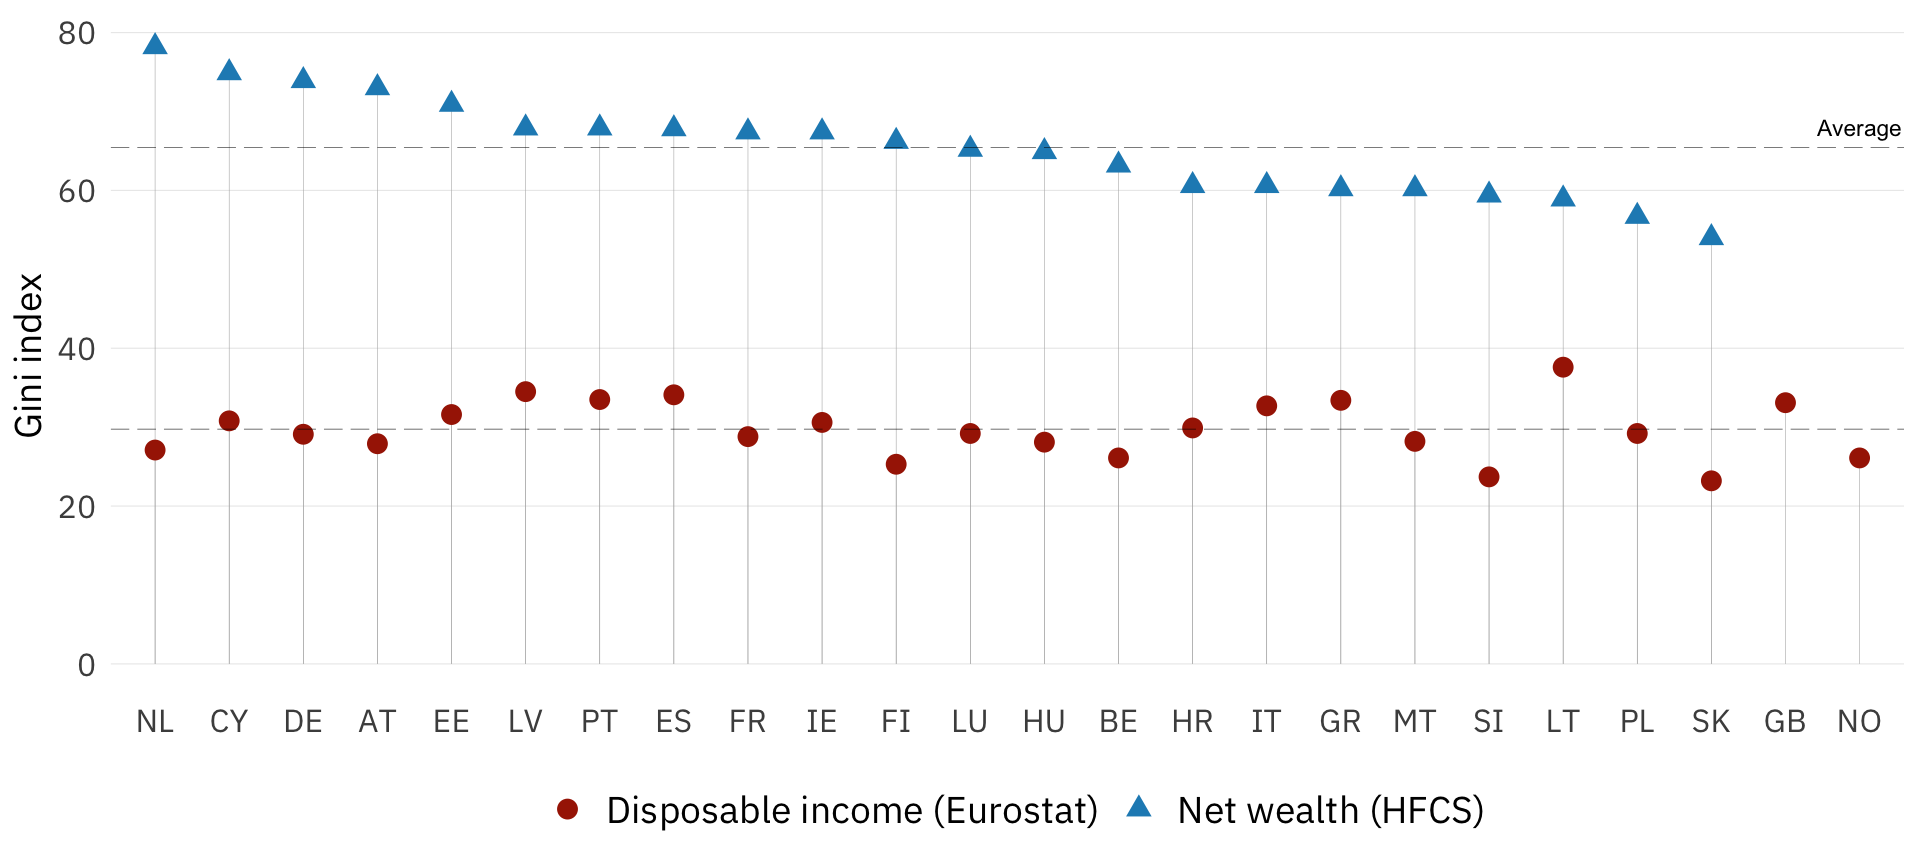 80
Average
60
Gini index
40
20
0
NL CY DE AT EE LV PT ES FR IE FI LU HU BE HR IT GR MT SI LT PL SK GB NO
Disposable income (Eurostat) Net wealth (HFCS)